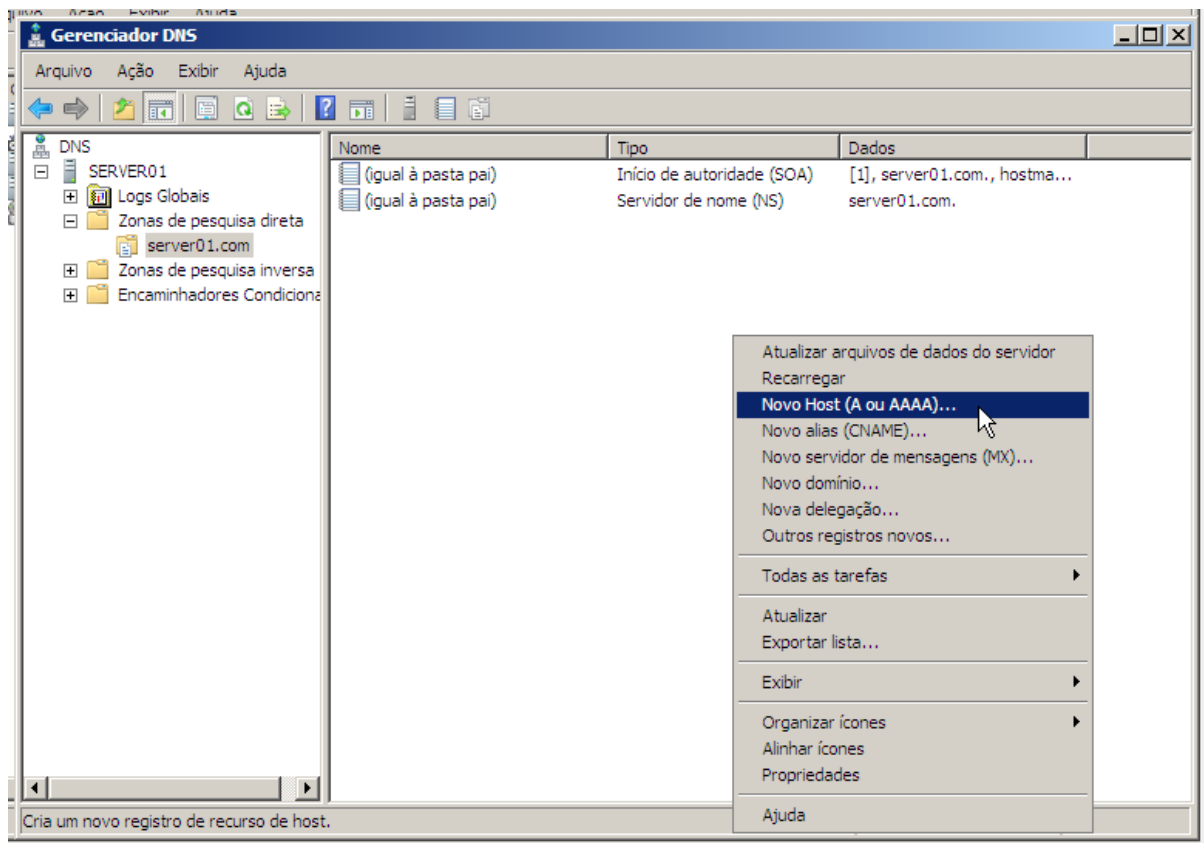 Gerenciador DNS
Arquivo Ação Exibir Ajuda
DNS
SERVER01
Logs Globais
Zonas de pesquisa direta
server01.com
Zonas de pesquisa inversa
Encaminhadores Condiciona
Nome Tipo Dados
(igual à pasta pai) Início de autoridade (SOA) [1], server01.com., hostma...
(igual à pasta pai) Servidor de nome (NS) server01.com.
Atualizar arquivos de dados do servidor
Recarregar
Novo Host (A ou AAAA)...
Novo alias (CNAME)...
Novo servidor de mensagens (MX)...
Novo domínio...
Nova delegação...
Outros registros novos...
Todas as tarefas
Atualizar
Exportar lista...
Exibir
Organizar ícones
Alinhar ícones
Propriedades
Ajuda
Cria um novo registro de recurso de host.